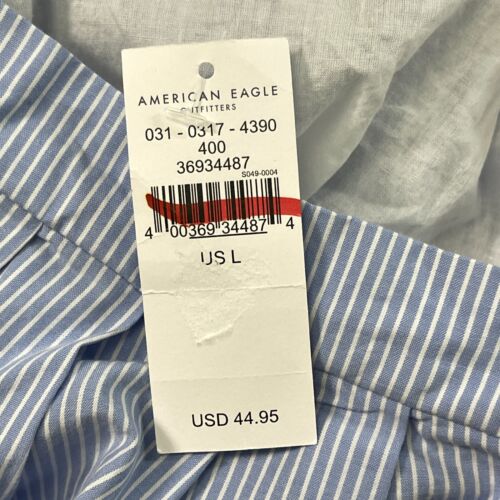 AMERICAN EAGLE
OUTFITTERS
031 - 0317 - 4390
400
36934487
S049-0004
4 00369 34487 4
US L
USD 44.95